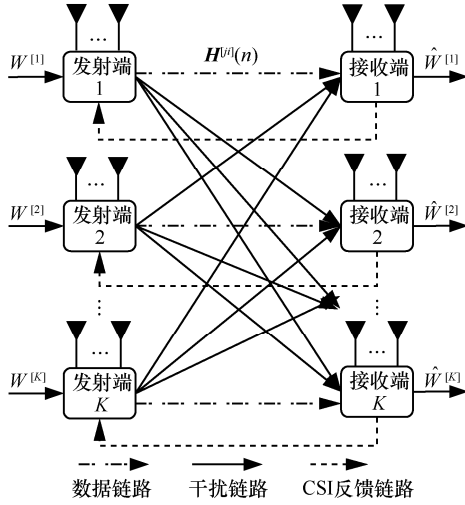 ... ...
W^[1] 发射端 1 H^[ji](n) 接收端 1 Ŵ^[1]
... ...
W^[2] 发射端 2 接收端 2 Ŵ^[2]
⋮ ⋮
... ...
W^[K] 发射端 K 接收端 K Ŵ^[K]
数据链路 干扰链路 CSI反馈链路